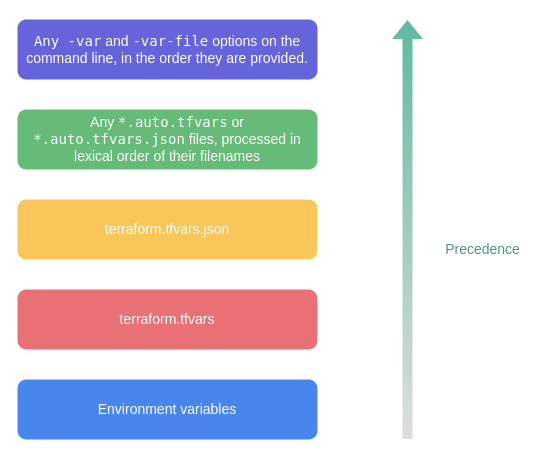 Any -var and -var-file options on the
command line, in the order they are provided.
Any *.auto.tfvars or
*.auto.tfvars.json files, processed in
lexical order of their filenames
terraform.tfvars.json
Precedence
terraform.tfvars
Environment variables